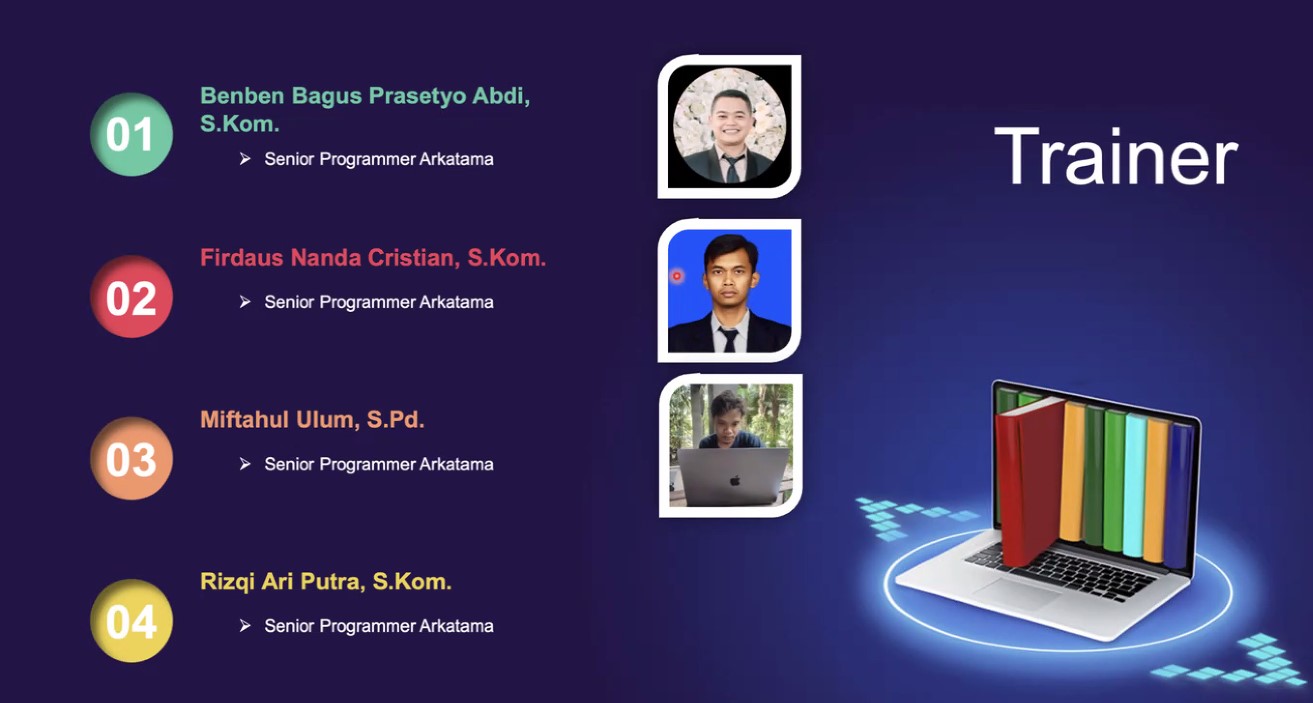 Trainer
01
Benben Bagus Prasetyo Abdi,
S.Kom.
➢ Senior Programmer Arkatama
02
Firdaus Nanda Cristian, S.Kom.
➢ Senior Programmer Arkatama
03
Miftahul Ulum, S.Pd.
➢ Senior Programmer Arkatama
04
Rizqi Ari Putra, S.Kom.
➢ Senior Programmer Arkatama